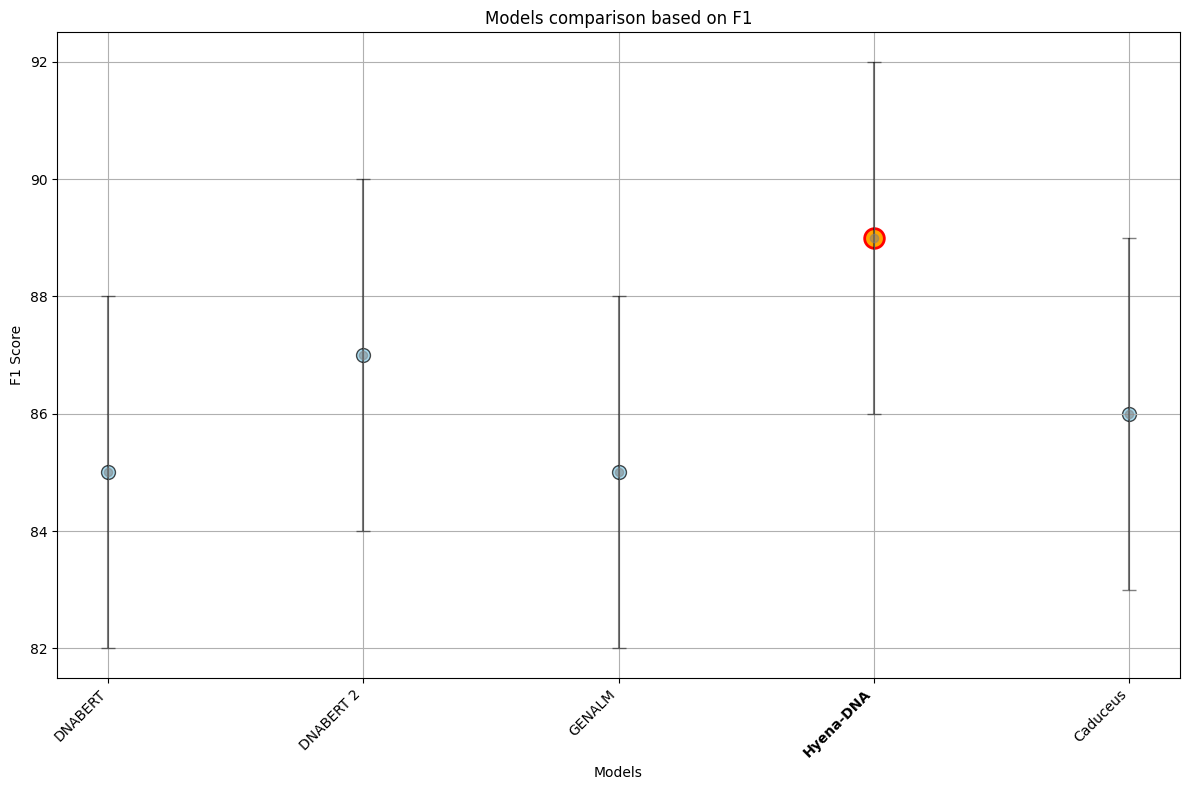 Models comparison based on F1
92
90
88
86
84
82
F1 Score
DNABERT
DNABERT 2
GENALM
Hyena-DNA
Caduceus
Models